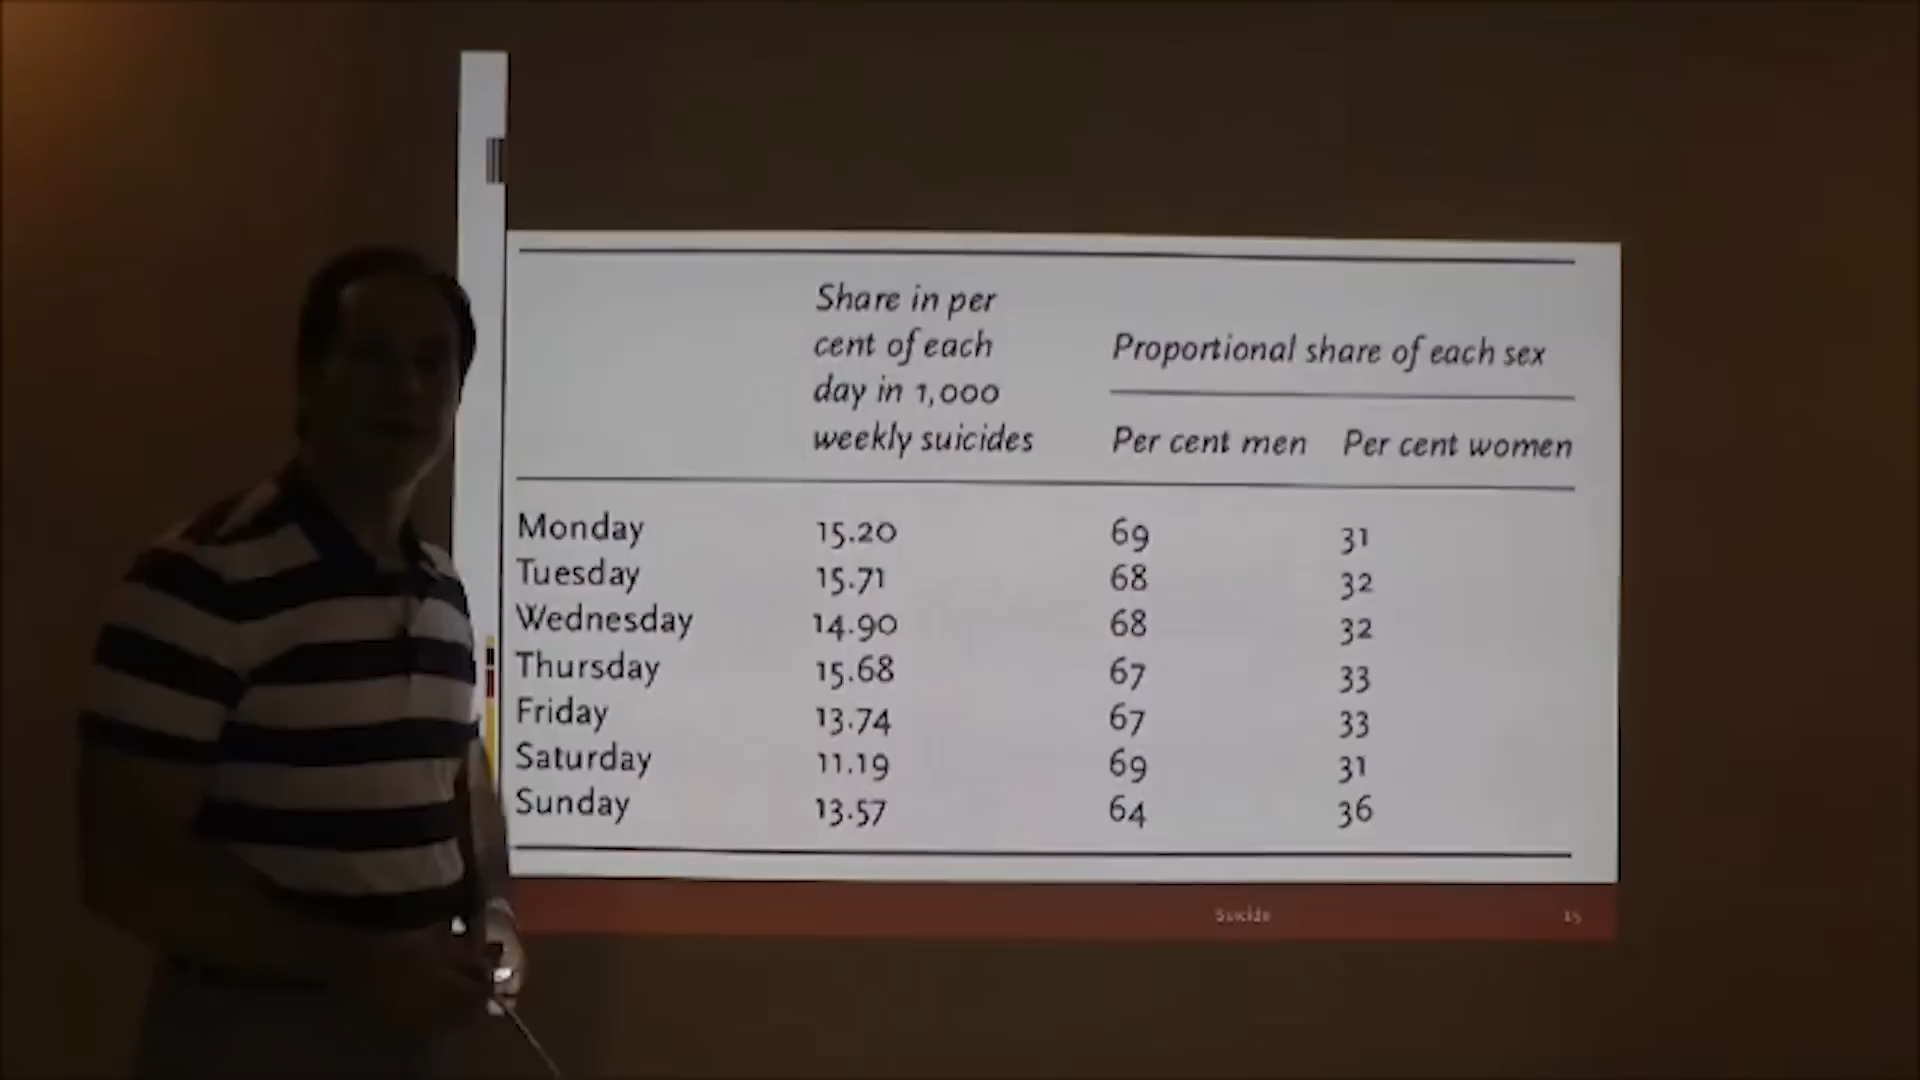 Share in per
cent of each
day in 1,000
weekly suicides
Proportional share of each sex
Per cent men Per cent women
Monday 15.20 69 31
Tuesday 15.71 68 32
Wednesday 14.90 68 32
Thursday 15.68 67 33
Friday 13.74 67 33
Saturday 11.19 69 31
Sunday 13.57 64 36
Suicide 15